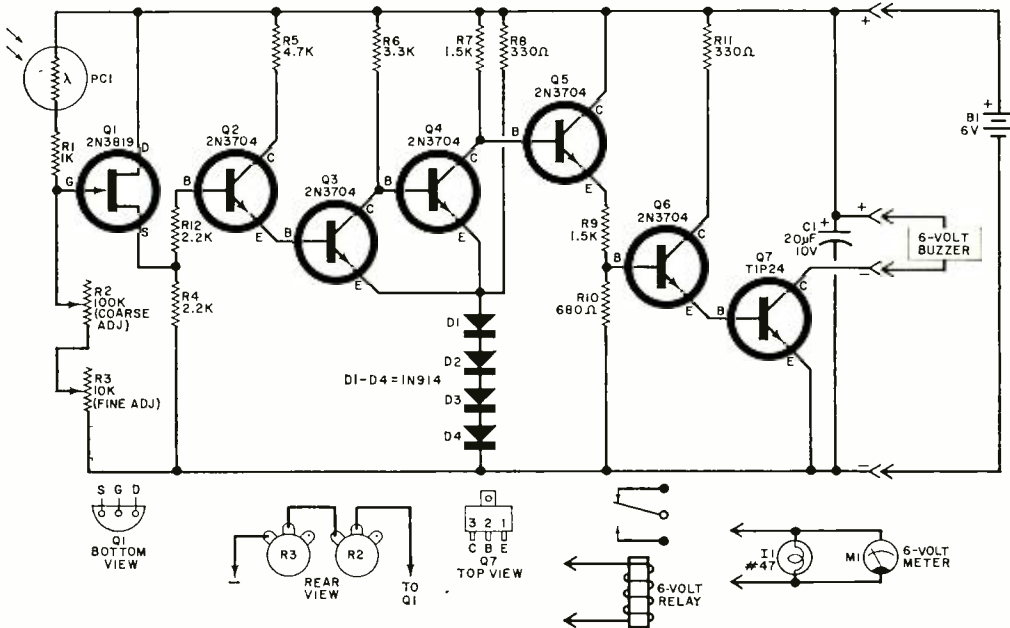 PC1
λ
R1
1K
Q1
2N3819
D
G
S
R2
100K
(COARSE
ADJ)
R3
10K
(FINE ADJ)
R12
2.2K
R4
2.2K
Q2
2N3704
B
C
E
R5
4.7K
Q3
2N3704
B
C
E
R6
3.3K
Q4
2N3704
B
C
E
R7
1.5K
R8
330Ω
D1
D2
D3
D4
D1-D4=1N914
Q5
2N3704
B
C
E
R9
1.5K
R10
680Ω
Q6
2N3704
B
C
E
R11
330Ω
Q7
TIP24
B
C
E
C1
20µF
10V
+
+
+
6-VOLT
BUZZER
−
−
+
B1
6V
S G D
Q1
BOTTOM
VIEW
−
R3
R2
REAR
VIEW
TO
Q1
3 2 1
C B E
Q7
TOP VIEW
6-VOLT
RELAY
I1
#47
M1
6-VOLT
METER